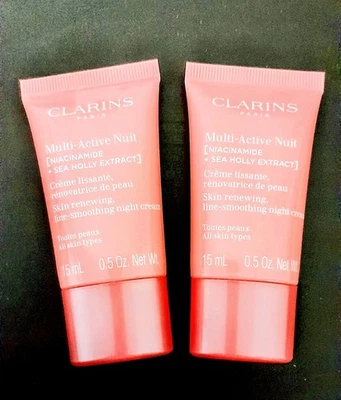 CLARINS
PARIS
Multi-Active Nuit
[NIACINAMIDE
+ SEA HOLLY EXTRACT]
Crème lissante,
rénovatrice de peau
Skin renewing,
line-smoothing night cream
Toutes peaux
All skin types
15 mL 0.5 Oz. Net Wt.
CLARINS
PARIS
Multi-Active Nuit
[NIACINAMIDE
+ SEA HOLLY EXTRACT]
Crème lissante,
rénovatrice de peau
Skin renewing,
line-smoothing night cream
Toutes peaux
All skin types
15 mL 0.5 Oz. Net Wt.